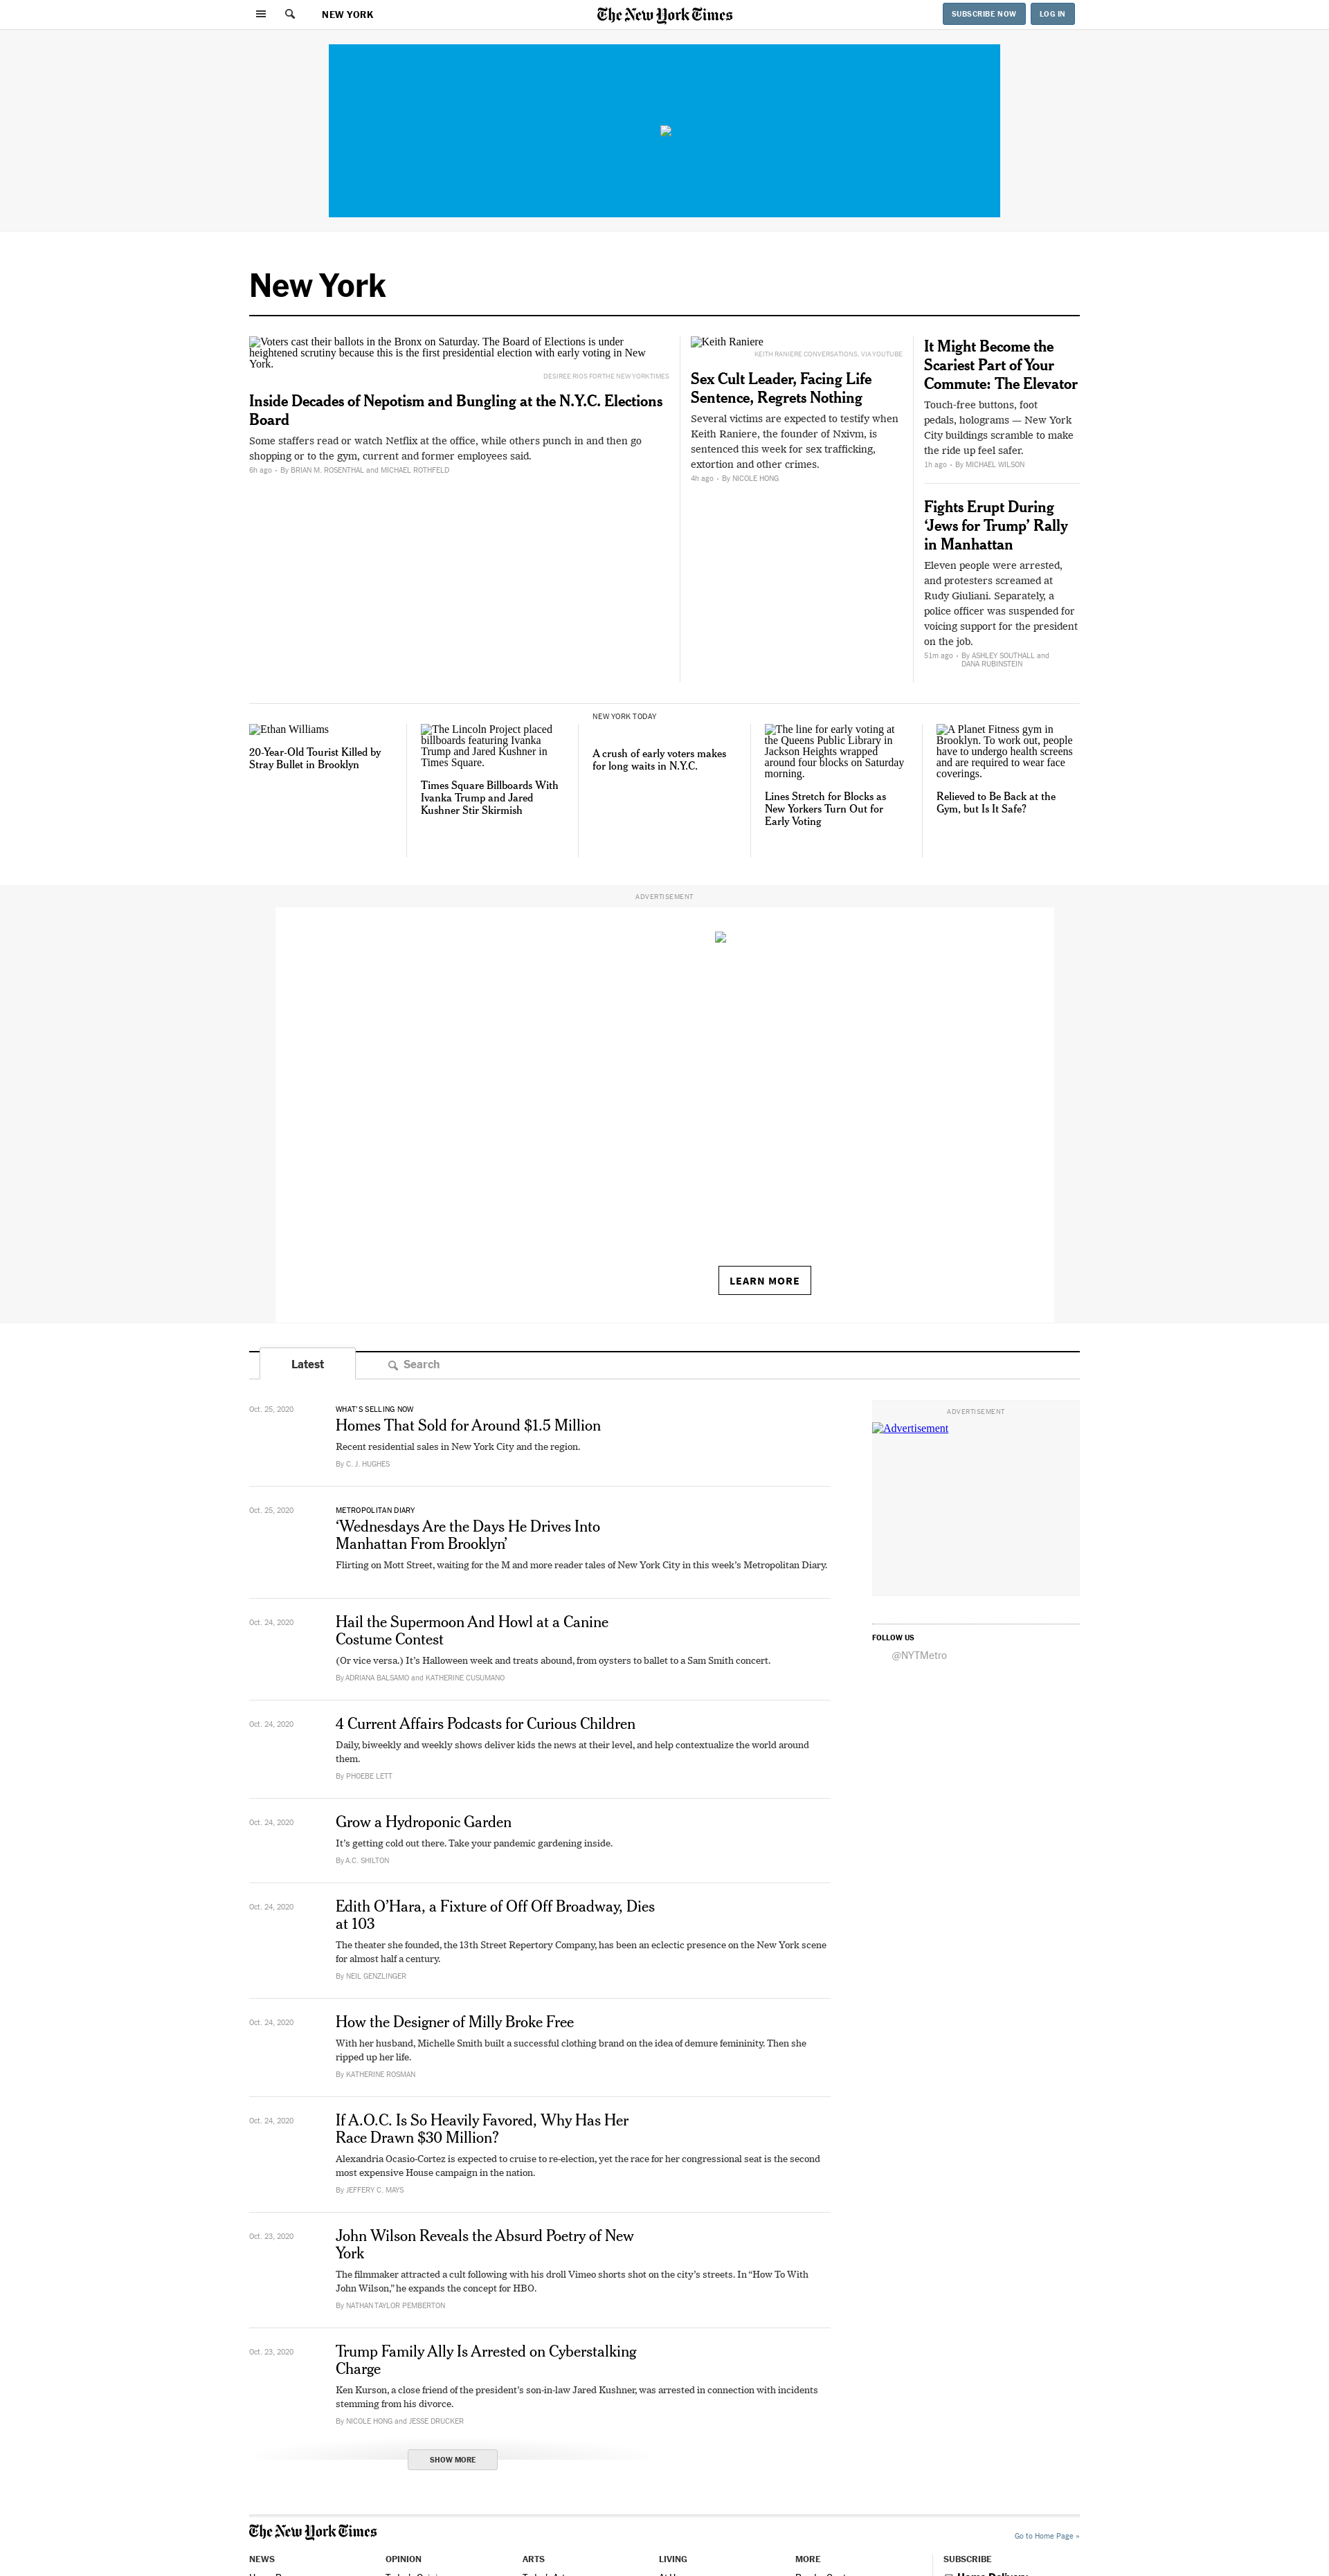 NEW YORK
The New York Times
SUBSCRIBE NOW
LOG IN
New York
Voters cast their ballots in the Bronx on Saturday. The Board of Elections is under
heightened scrutiny because this is the first presidential election with early voting in New
York.
DESIREE RIOS FOR THE NEW YORK TIMES
Inside Decades of Nepotism and Bungling at the N.Y.C. Elections
Board
Some staffers read or watch Netflix at the office, while others punch in and then go
shopping or to the gym, current and former employees said.
6h ago • By BRIAN M. ROSENTHAL and MICHAEL ROTHFELD
Keith Raniere
KEITH RANIERE CONVERSATIONS, VIA YOUTUBE
Sex Cult Leader, Facing Life
Sentence, Regrets Nothing
Several victims are expected to testify when
Keith Raniere, the founder of Nxivm, is
sentenced this week for sex trafficking,
extortion and other crimes.
4h ago • By NICOLE HONG
It Might Become the
Scariest Part of Your
Commute: The Elevator
Touch-free buttons, foot
pedals, holograms — New York
City buildings scramble to make
the ride up feel safer.
1h ago • By MICHAEL WILSON
Fights Erupt During
‘Jews for Trump’ Rally
in Manhattan
Eleven people were arrested,
and protesters screamed at
Rudy Giuliani. Separately, a
police officer was suspended for
voicing support for the president
on the job.
51m ago • By ASHLEY SOUTHALL and
DANA RUBINSTEIN
Ethan Williams
20-Year-Old Tourist Killed by
Stray Bullet in Brooklyn
The Lincoln Project placed
billboards featuring Ivanka
Trump and Jared Kushner in
Times Square.
Times Square Billboards With
Ivanka Trump and Jared
Kushner Stir Skirmish
NEW YORK TODAY
A crush of early voters makes
for long waits in N.Y.C.
The line for early voting at
the Queens Public Library in
Jackson Heights wrapped
around four blocks on Saturday
morning.
Lines Stretch for Blocks as
New Yorkers Turn Out for
Early Voting
A Planet Fitness gym in
Brooklyn. To work out, people
have to undergo health screens
and are required to wear face
coverings.
Relieved to Be Back at the
Gym, but Is It Safe?
ADVERTISEMENT
LEARN MORE
Latest
Search
Oct. 25, 2020
WHAT'S SELLING NOW
Homes That Sold for Around $1.5 Million
Recent residential sales in New York City and the region.
By C. J. HUGHES
Oct. 25, 2020
METROPOLITAN DIARY
‘Wednesdays Are the Days He Drives Into
Manhattan From Brooklyn’
Flirting on Mott Street, waiting for the M and more reader tales of New York City in this week’s Metropolitan Diary.
Oct. 24, 2020
Hail the Supermoon And Howl at a Canine
Costume Contest
(Or vice versa.) It’s Halloween week and treats abound, from oysters to ballet to a Sam Smith concert.
By ADRIANA BALSAMO and KATHERINE CUSUMANO
Oct. 24, 2020
4 Current Affairs Podcasts for Curious Children
Daily, biweekly and weekly shows deliver kids the news at their level, and help contextualize the world around
them.
By PHOEBE LETT
Oct. 24, 2020
Grow a Hydroponic Garden
It’s getting cold out there. Take your pandemic gardening inside.
By A.C. SHILTON
Oct. 24, 2020
Edith O’Hara, a Fixture of Off Off Broadway, Dies
at 103
The theater she founded, the 13th Street Repertory Company, has been an eclectic presence on the New York scene
for almost half a century.
By NEIL GENZLINGER
Oct. 24, 2020
How the Designer of Milly Broke Free
With her husband, Michelle Smith built a successful clothing brand on the idea of demure femininity. Then she
ripped up her life.
By KATHERINE ROSMAN
Oct. 24, 2020
If A.O.C. Is So Heavily Favored, Why Has Her
Race Drawn $30 Million?
Alexandria Ocasio-Cortez is expected to cruise to re-election, yet the race for her congressional seat is the second
most expensive House campaign in the nation.
By JEFFERY C. MAYS
Oct. 23, 2020
John Wilson Reveals the Absurd Poetry of New
York
The filmmaker attracted a cult following with his droll Vimeo shorts shot on the city’s streets. In “How To With
John Wilson,” he expands the concept for HBO.
By NATHAN TAYLOR PEMBERTON
Oct. 23, 2020
Trump Family Ally Is Arrested on Cyberstalking
Charge
Ken Kurson, a close friend of the president’s son-in-law Jared Kushner, was arrested in connection with incidents
stemming from his divorce.
By NICOLE HONG and JESSE DRUCKER
SHOW MORE
ADVERTISEMENT
Advertisement
FOLLOW US
@NYTMetro
The New York Times
Go to Home Page »
NEWS
OPINION
ARTS
LIVING
MORE
SUBSCRIBE